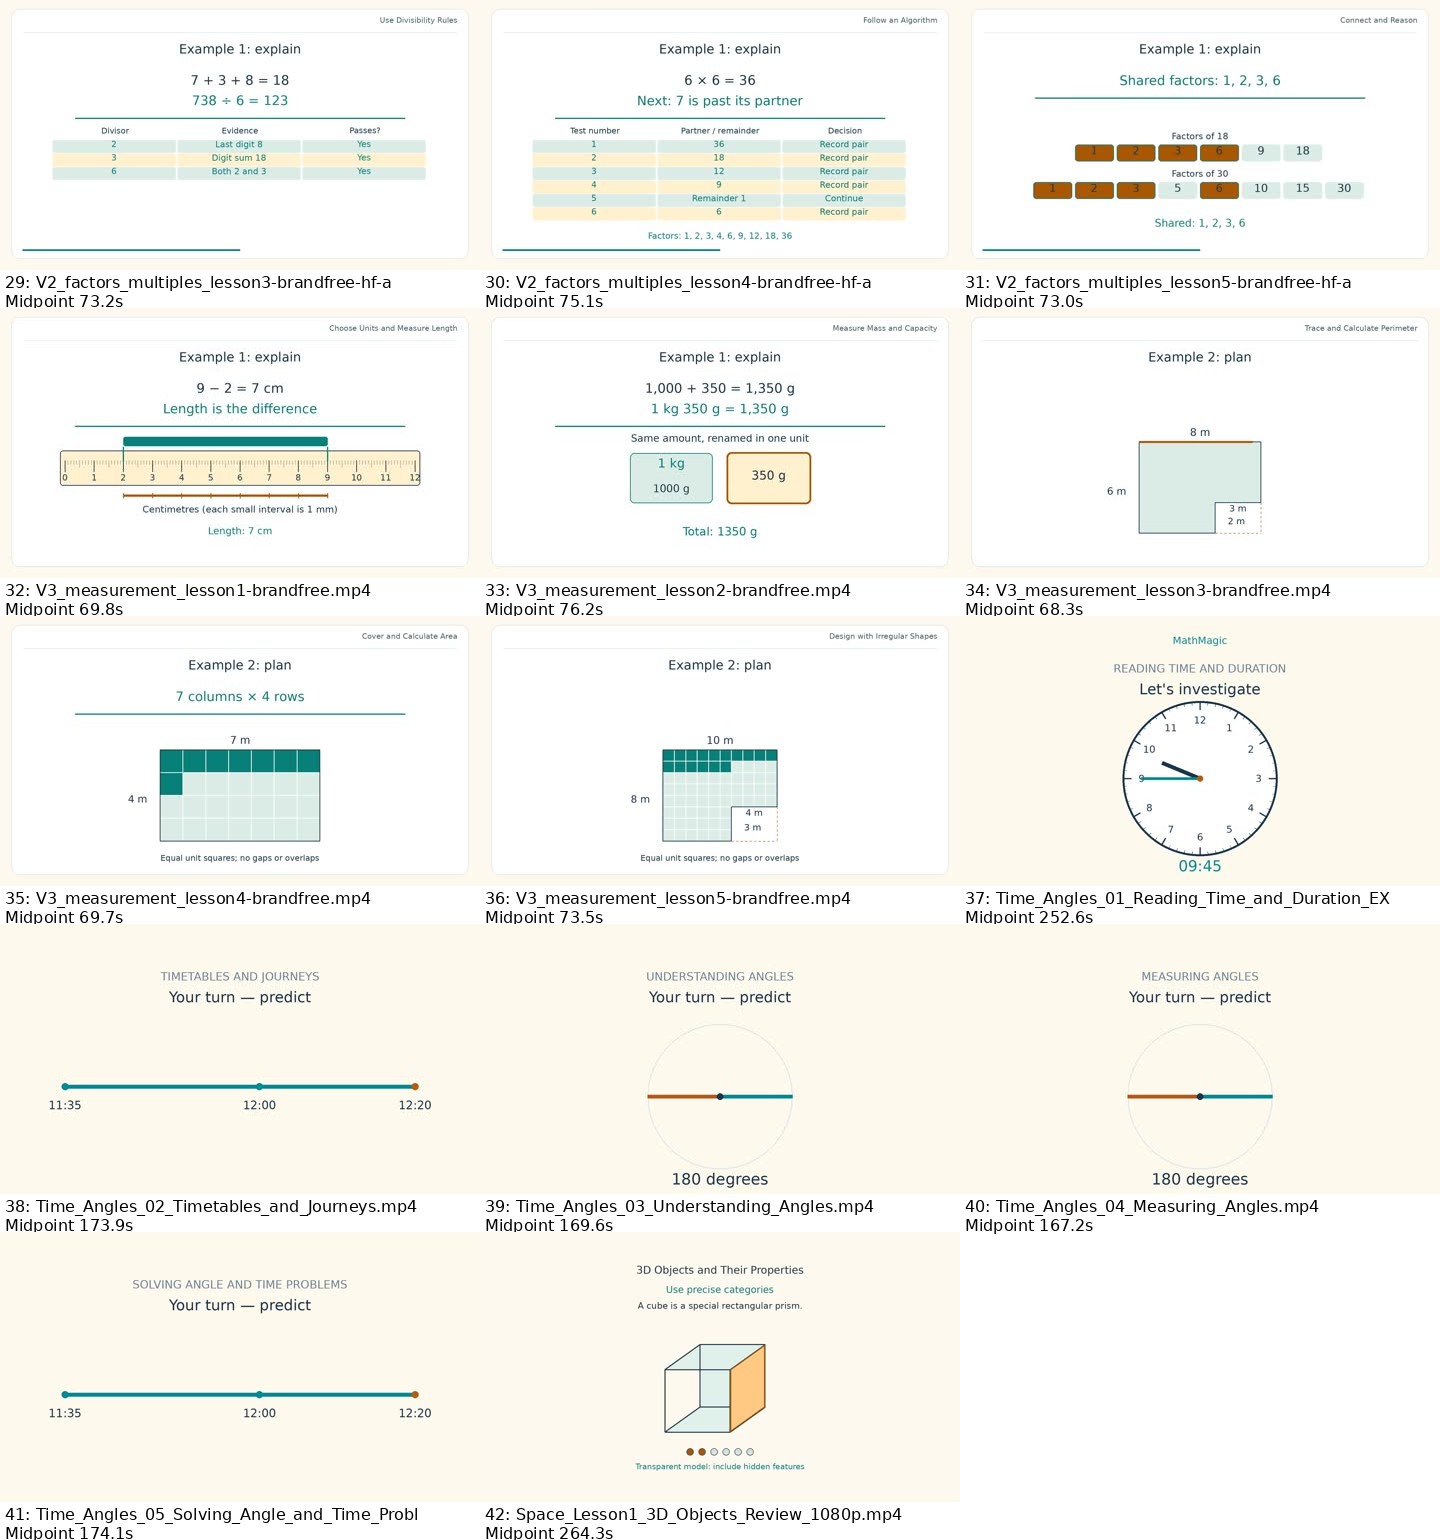 Use Divisibility Rules
Example 1: explain
7 + 3 + 8 = 18
738 ÷ 6 = 123
Divisor Evidence Passes?
2 Last digit 8 Yes
3 Digit sum 18 Yes
6 Both 2 and 3 Yes
29: V2_factors_multiples_lesson3-brandfree-hf-a
Midpoint 73.2s
Follow an Algorithm
Example 1: explain
6 × 6 = 36
Next: 7 is past its partner
Test number Partner / remainder Decision
1 36 Record pair
2 18 Record pair
3 12 Record pair
4 9 Record pair
5 Remainder 1 Continue
6 6 Record pair
Factors: 1, 2, 3, 4, 6, 9, 12, 18, 36
30: V2_factors_multiples_lesson4-brandfree-hf-a
Midpoint 75.1s
Connect and Reason
Example 1: explain
Shared factors: 1, 2, 3, 6
Factors of 18
1 2 3 6 9 18
Factors of 30
1 2 3 5 6 10 15 30
Shared: 1, 2, 3, 6
31: V2_factors_multiples_lesson5-brandfree-hf-a
Midpoint 73.0s
Choose Units and Measure Length
Example 1: explain
9 − 2 = 7 cm
Length is the difference
0 1 2 3 4 5 6 7 8 9 10 11 12
Centimetres (each small interval is 1 mm)
Length: 7 cm
32: V3_measurement_lesson1-brandfree.mp4
Midpoint 69.8s
Measure Mass and Capacity
Example 1: explain
1,000 + 350 = 1,350 g
1 kg 350 g = 1,350 g
Same amount, renamed in one unit
1 kg
1000 g
350 g
Total: 1350 g
33: V3_measurement_lesson2-brandfree.mp4
Midpoint 76.2s
Trace and Calculate Perimeter
Example 2: plan
8 m
6 m
3 m
2 m
34: V3_measurement_lesson3-brandfree.mp4
Midpoint 68.3s
Cover and Calculate Area
Example 2: plan
7 columns × 4 rows
7 m
4 m
Equal unit squares; no gaps or overlaps
35: V3_measurement_lesson4-brandfree.mp4
Midpoint 69.7s
Design with Irregular Shapes
Example 2: plan
10 m
8 m
4 m
3 m
Equal unit squares; no gaps or overlaps
36: V3_measurement_lesson5-brandfree.mp4
Midpoint 73.5s
MathMagic
READING TIME AND DURATION
Let's investigate
12
11 1
10 2
9 3
8 4
7 5
6
09:45
37: Time_Angles_01_Reading_Time_and_Duration_EX
Midpoint 252.6s
TIMETABLES AND JOURNEYS
Your turn — predict
11:35 12:00 12:20
38: Time_Angles_02_Timetables_and_Journeys.mp4
Midpoint 173.9s
UNDERSTANDING ANGLES
Your turn — predict
180 degrees
39: Time_Angles_03_Understanding_Angles.mp4
Midpoint 169.6s
MEASURING ANGLES
Your turn — predict
180 degrees
40: Time_Angles_04_Measuring_Angles.mp4
Midpoint 167.2s
SOLVING ANGLE AND TIME PROBLEMS
Your turn — predict
11:35 12:00 12:20
41: Time_Angles_05_Solving_Angle_and_Time_Probl
Midpoint 174.1s
3D Objects and Their Properties
Use precise categories
A cube is a special rectangular prism.
Transparent model: include hidden features
42: Space_Lesson1_3D_Objects_Review_1080p.mp4
Midpoint 264.3s